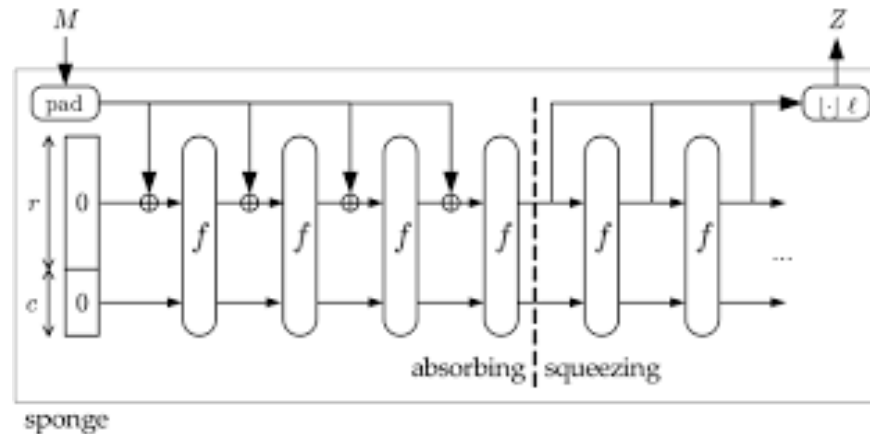 M Z
pad ⌊·⌋ ℓ
r 0 f f f f f f
c 0 ...
absorbing squeezing
sponge